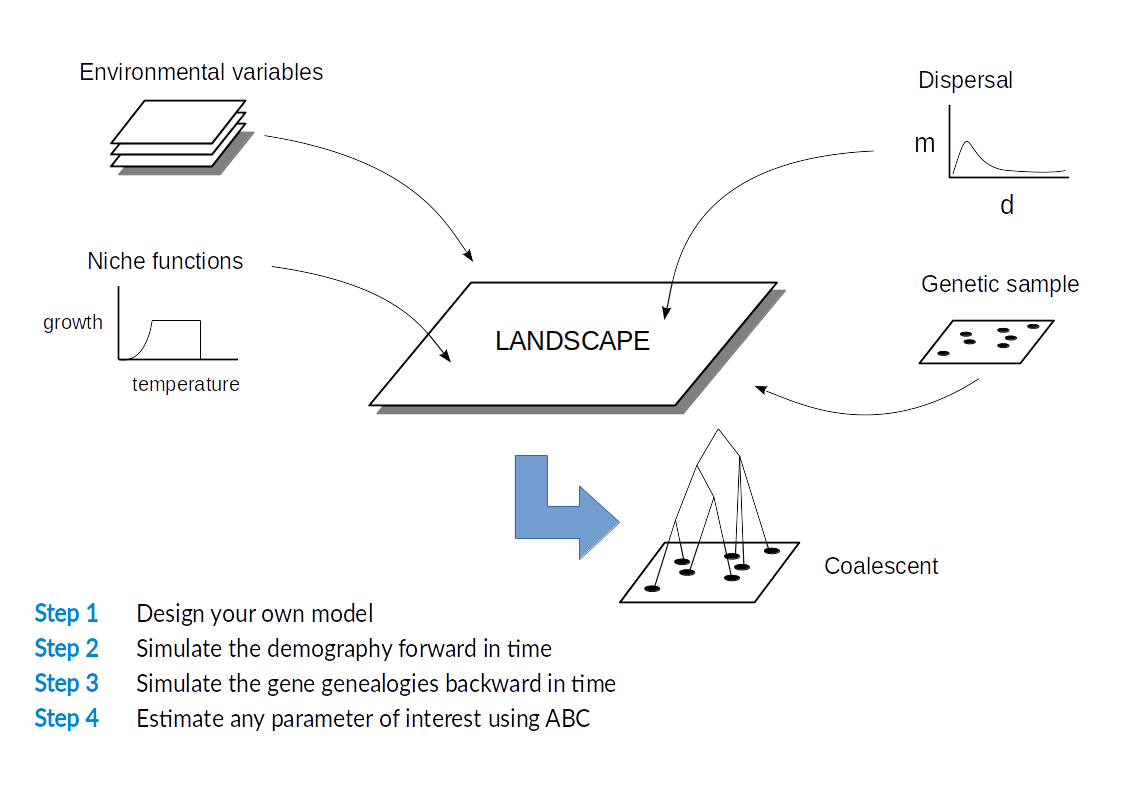 Environmental variables
Dispersal
m
d
Niche functions
growth
temperature
Genetic sample
LANDSCAPE
Coalescent
Step 1 Design your own model
Step 2 Simulate the demography forward in time
Step 3 Simulate the gene genealogies backward in time
Step 4 Estimate any parameter of interest using ABC